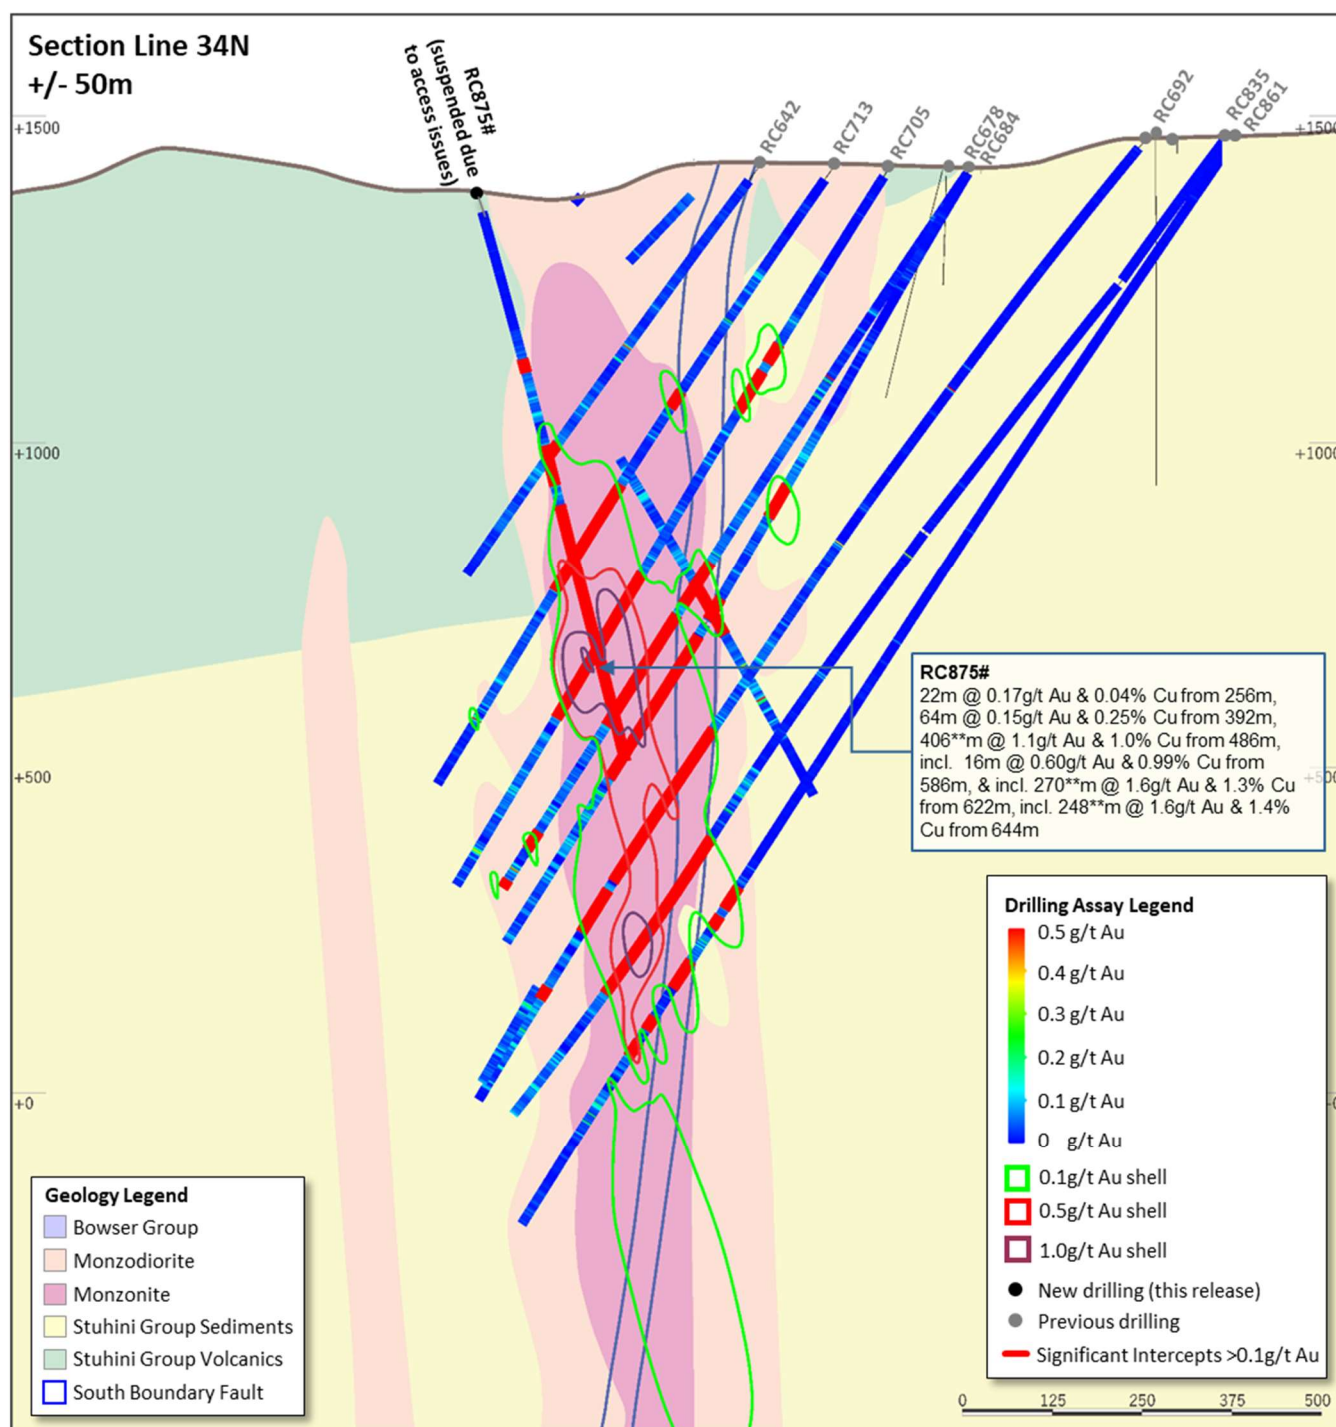 Section Line 34N
+/- 50m
RC875#
(suspended due
to access issues)
RC642
RC713
RC705
RC678
RC684
RC692
RC835
RC861
+1500
+1500
+1000
+1000
+500
+500
+0
RC875#
22m @ 0.17g/t Au & 0.04% Cu from 256m,
64m @ 0.15g/t Au & 0.25% Cu from 392m,
406**m @ 1.1g/t Au & 1.0% Cu from 486m,
incl. 16m @ 0.60g/t Au & 0.99% Cu from
586m, & incl. 270**m @ 1.6g/t Au & 1.3% Cu
from 622m, incl. 248**m @ 1.6g/t Au & 1.4%
Cu from 644m
Drilling Assay Legend
0.5 g/t Au
0.4 g/t Au
0.3 g/t Au
0.2 g/t Au
0.1 g/t Au
0 g/t Au
0.1g/t Au shell
0.5g/t Au shell
1.0g/t Au shell
New drilling (this release)
Previous drilling
Significant Intercepts >0.1g/t Au
Geology Legend
Bowser Group
Monzodiorite
Monzonite
Stuhini Group Sediments
Stuhini Group Volcanics
South Boundary Fault
0 125 250 375 500